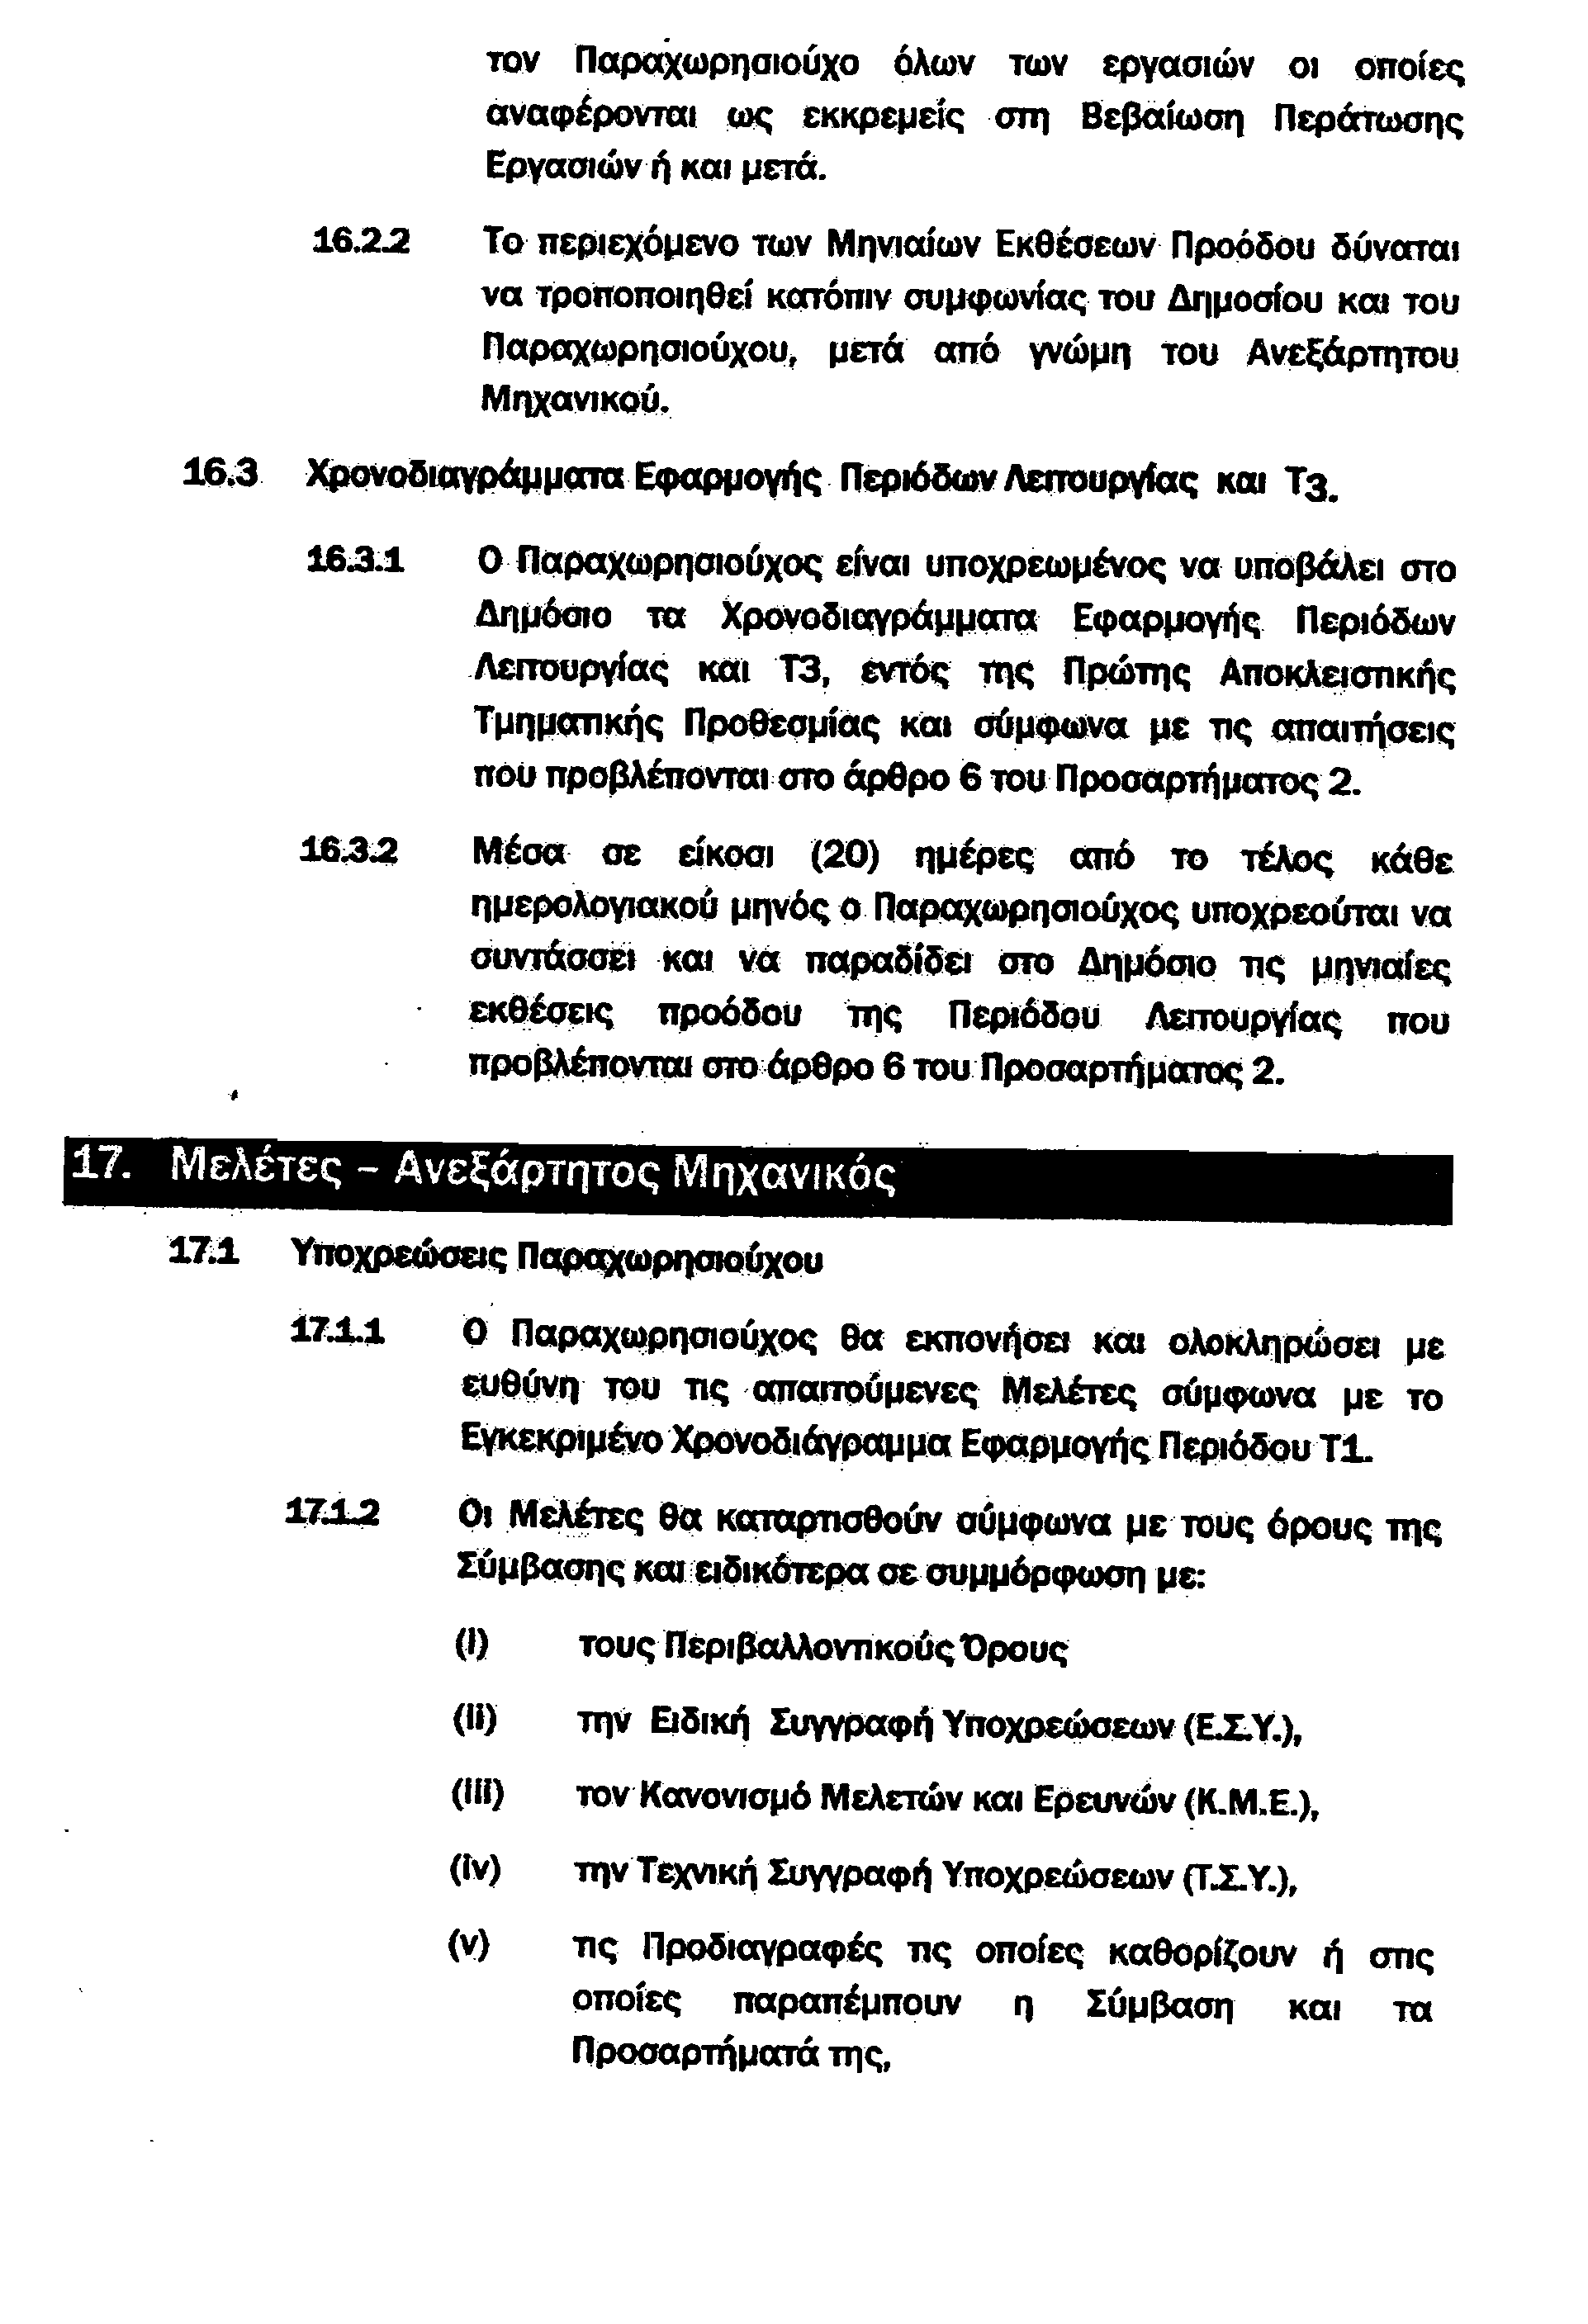 τον Παραχωρησιούχο όλων των εργασιών οι οποίες
αναφέρονται ως εκκρεμείς στη Βεβαίωση Περάτωσης
Εργασιών ή και μετά.
16.2.2 Το περιεχόμενο των Μηνιαίων Εκθέσεων Προόδου δύναται
να τροποποιηθεί κατόπιν συμφωνίας του Δημοσίου και του
Παραχωρησιούχου, μετά από γνώμη του Ανεξάρτητου
Μηχανικού.
16.3 Χρονοδιαγράμματα Εφαρμογής Περιόδων Λειτουργίας και Τ3.
16.3.1 Ο Παραχωρησιούχος είναι υποχρεωμένος να υποβάλει στο
Δημόσιο τα Χρονοδιαγράμματα Εφαρμογής Περιόδων
Λειτουργίας και Τ3, εντός της Πρώτης Αποκλειστικής
Τμηματικής Προθεσμίας και σύμφωνα με τις απαιτήσεις
που προβλέπονται στο άρθρο 6 του Προσαρτήματος 2.
16.3.2 Μέσα σε είκοσι (20) ημέρες από το τέλος κάθε
ημερολογιακού μηνός ο Παραχωρησιούχος υποχρεούται να
συντάσσει και να παραδίδει στο Δημόσιο τις μηνιαίες
εκθέσεις προόδου της Περιόδου Λειτουργίας που
προβλέπονται στο άρθρο 6 του Προσαρτήματος 2.
17. Μελέτες – Ανεξάρτητος Μηχανικός
17.1 Υποχρεώσεις Παραχωρησιούχου
17.1.1 Ο Παραχωρησιούχος θα εκπονήσει και ολοκληρώσει με
ευθύνη του τις απαιτούμενες Μελέτες σύμφωνα με το
Εγκεκριμένο Χρονοδιάγραμμα Εφαρμογής Περιόδου Τ1.
17.1.2 Οι Μελέτες θα καταρτισθούν σύμφωνα με τους όρους της
Σύμβασης και ειδικότερα σε συμμόρφωση με:
(i) τους Περιβαλλοντικούς Όρους
(ii) την Ειδική Συγγραφή Υποχρεώσεων (Ε.Σ.Υ.),
(iii) τον Κανονισμό Μελετών και Ερευνών (Κ.Μ.Ε.),
(iv) την Τεχνική Συγγραφή Υποχρεώσεων (Τ.Σ.Υ.),
(v) τις Προδιαγραφές τις οποίες καθορίζουν ή στις
οποίες παραπέμπουν η Σύμβαση και τα
Προσαρτήματά της,